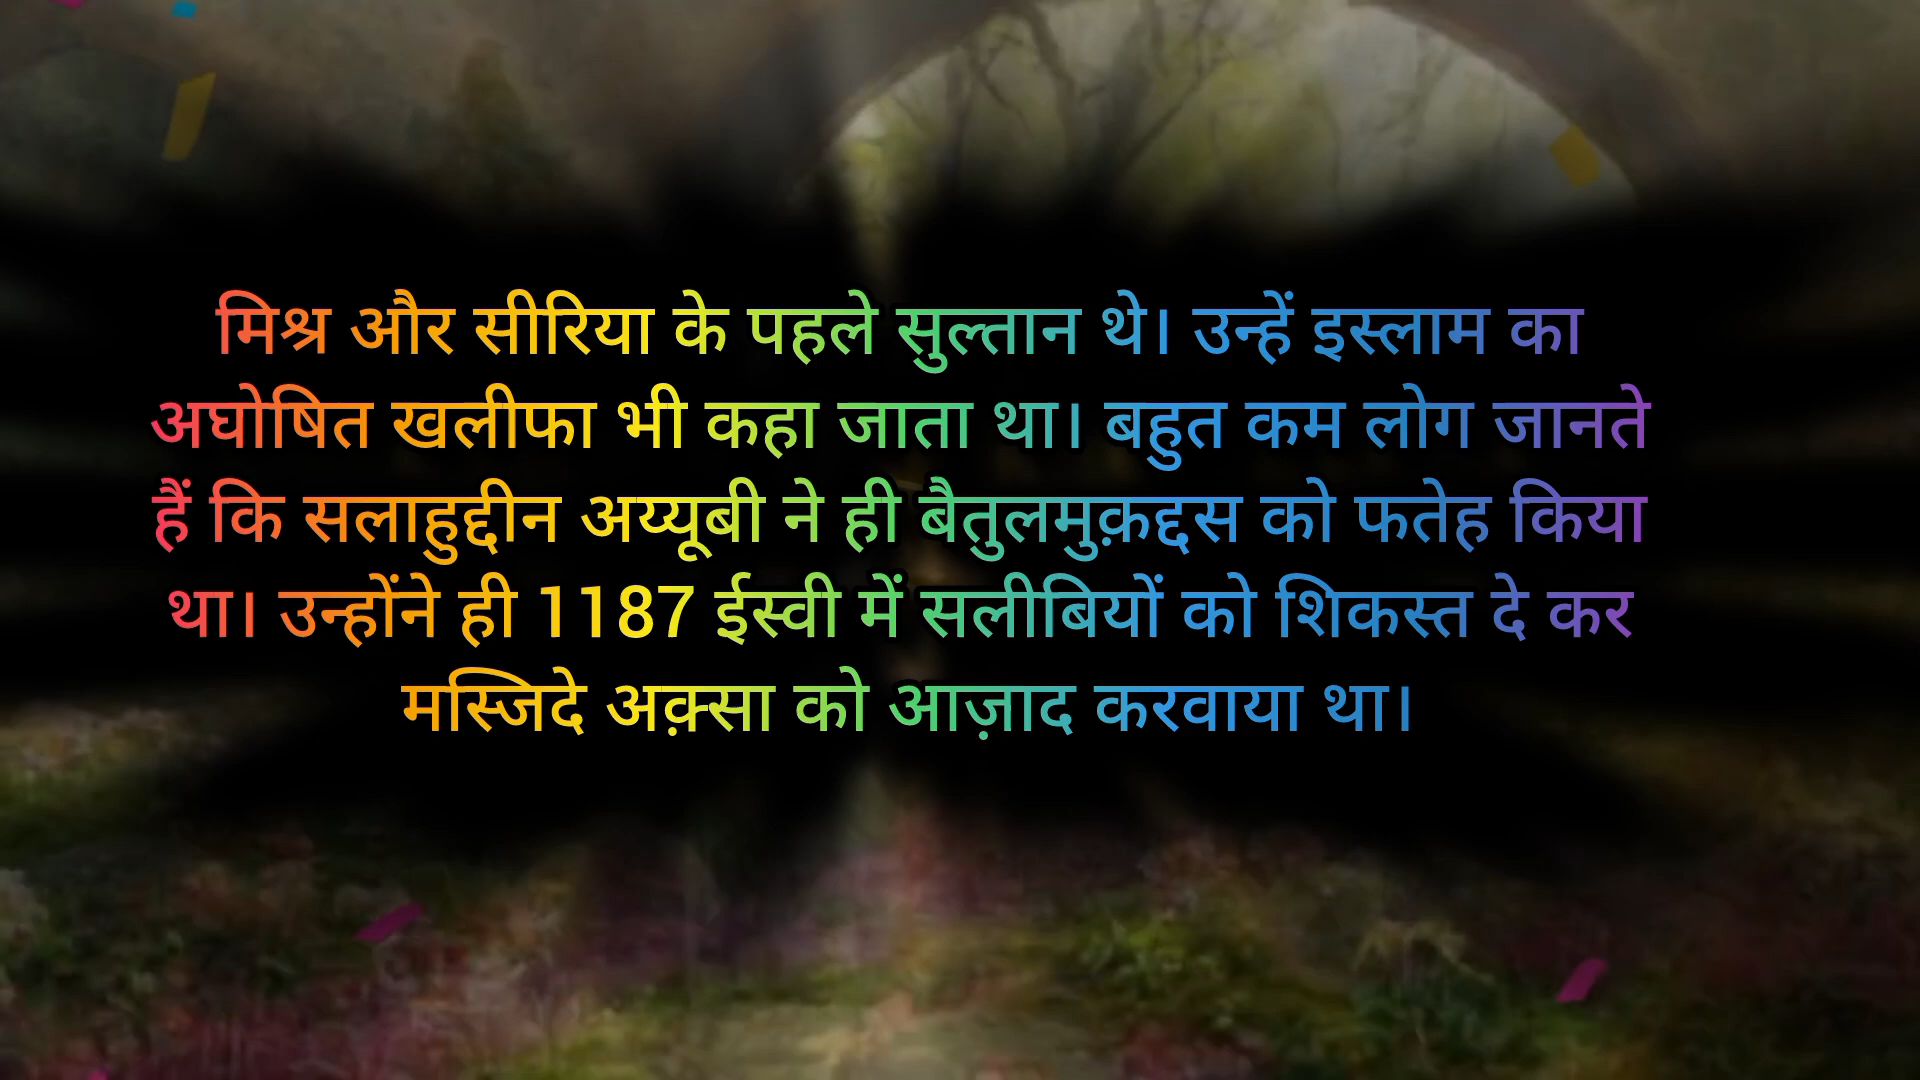 मिश्र और सीरिया के पहले सुल्तान थे। उन्हें इस्लाम का
अघोषित खलीफा भी कहा जाता था। बहुत कम लोग जानते
हैं कि सलाहुद्दीन अय्यूबी ने ही बैतुलमुक़द्दस को फतेह किया
था। उन्होंने ही 1187 ईस्वी में सलीबियों को शिकस्त दे कर
मस्जिदे अक़्सा को आज़ाद करवाया था।